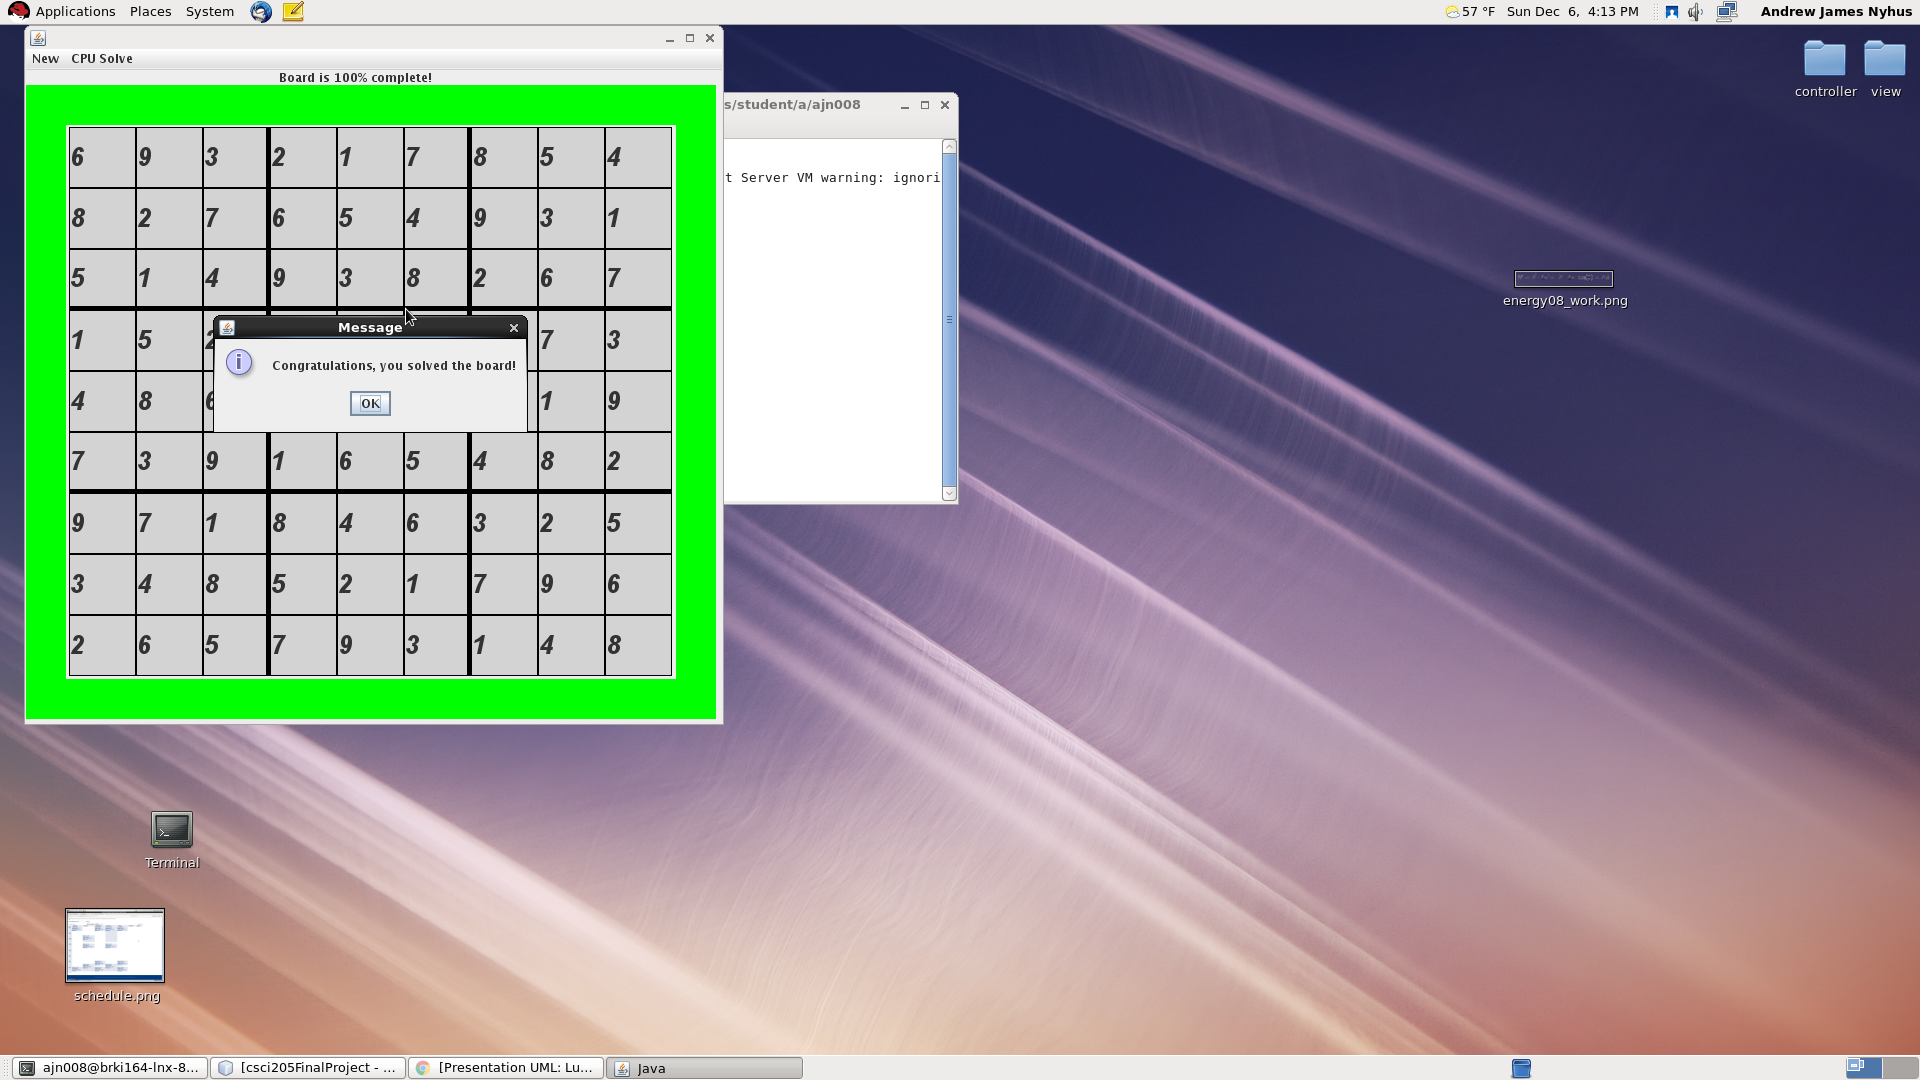 Applications Places System 57 °F Sun Dec 6, 4:13 PM Andrew James Nyhus
New CPU Solve
Board is 100% complete!
s/student/a/ajn008
t Server VM warning: ignori
6 9 3 2 1 7 8 5 4
8 2 7 6 5 4 9 3 1
5 1 4 9 3 8 2 6 7
1 5 2 7 3
4 8 6 1 9
7 3 9 1 6 5 4 8 2
9 7 1 8 4 6 3 2 5
3 4 8 5 2 1 7 9 6
2 6 5 7 9 3 1 4 8
Message
Congratulations, you solved the board!
OK
controller
view
energy08_work.png
Terminal
schedule.png
ajn008@brki164-lnx-8...
[csci205FinalProject - ...
[Presentation UML: Lu...
Java